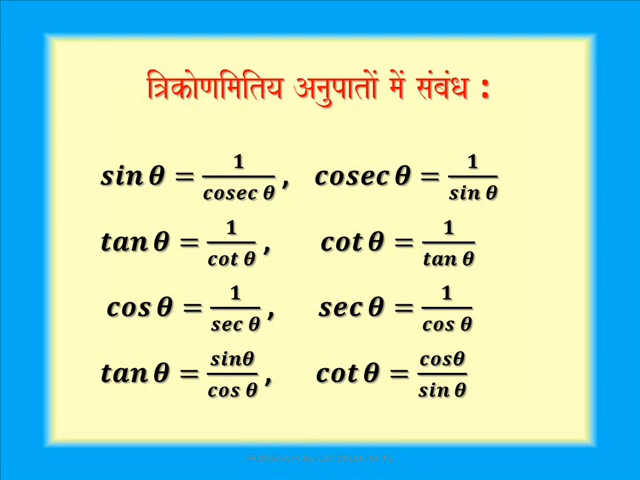 त्रिकोणमितिय अनुपातों में संबंध :
sin θ = 1/cosec θ , cosec θ = 1/sin θ
tan θ = 1/cot θ , cot θ = 1/tan θ
cos θ = 1/sec θ , sec θ = 1/cos θ
tan θ = sinθ/cos θ , cot θ = cosθ/sin θ